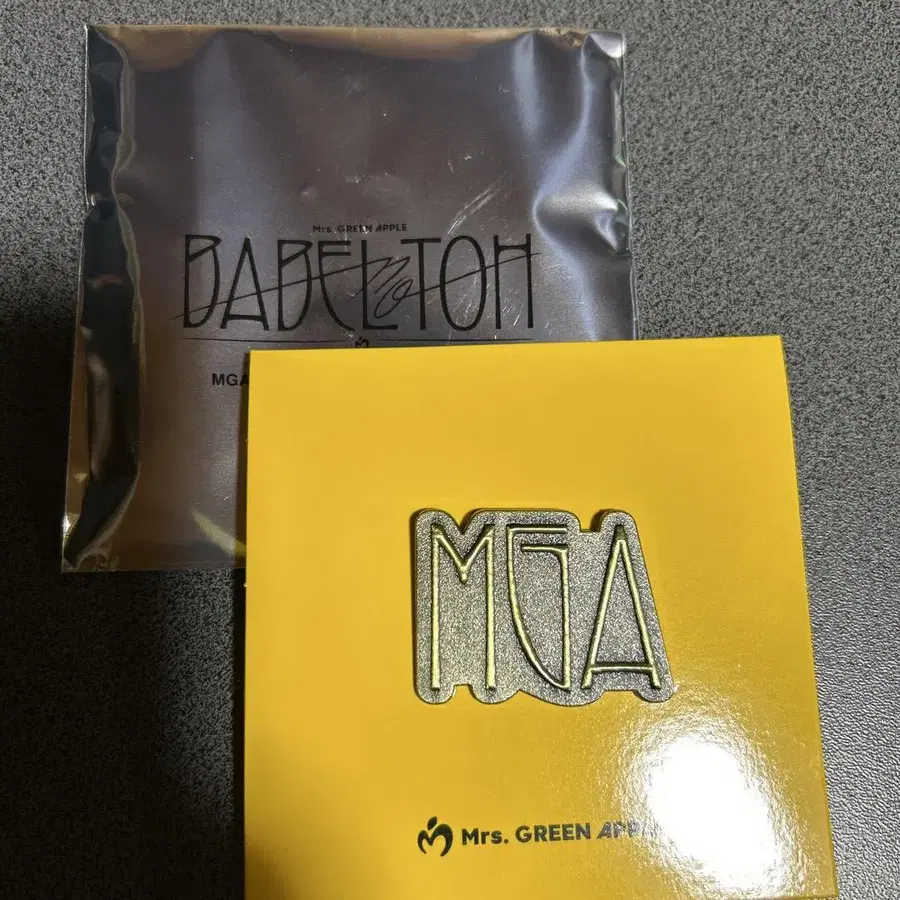 Mrs. GREEN APPLE
BABEL no TOH
MGA
MGA
Mrs. GREEN APPLE